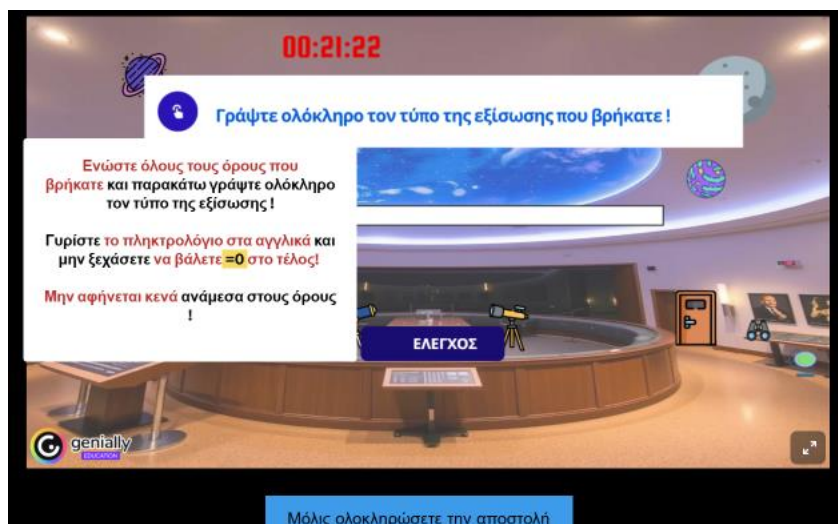 00:21:22
Γράψτε ολόκληρο τον τύπο της εξίσωσης που βρήκατε !
Ενώστε όλους τους όρους που
βρήκατε και παρακάτω γράψτε ολόκληρο
τον τύπο της εξίσωσης !
Γυρίστε το πληκτρολόγιο στα αγγλικά και
μην ξεχάσετε να βάλετε =0 στο τέλος!
Μην αφήνεται κενά ανάμεσα στους όρους
!
ΕΛΕΓΧΟΣ
genially
EDUCATION
Μόλις ολοκληρώσετε την αποστολή